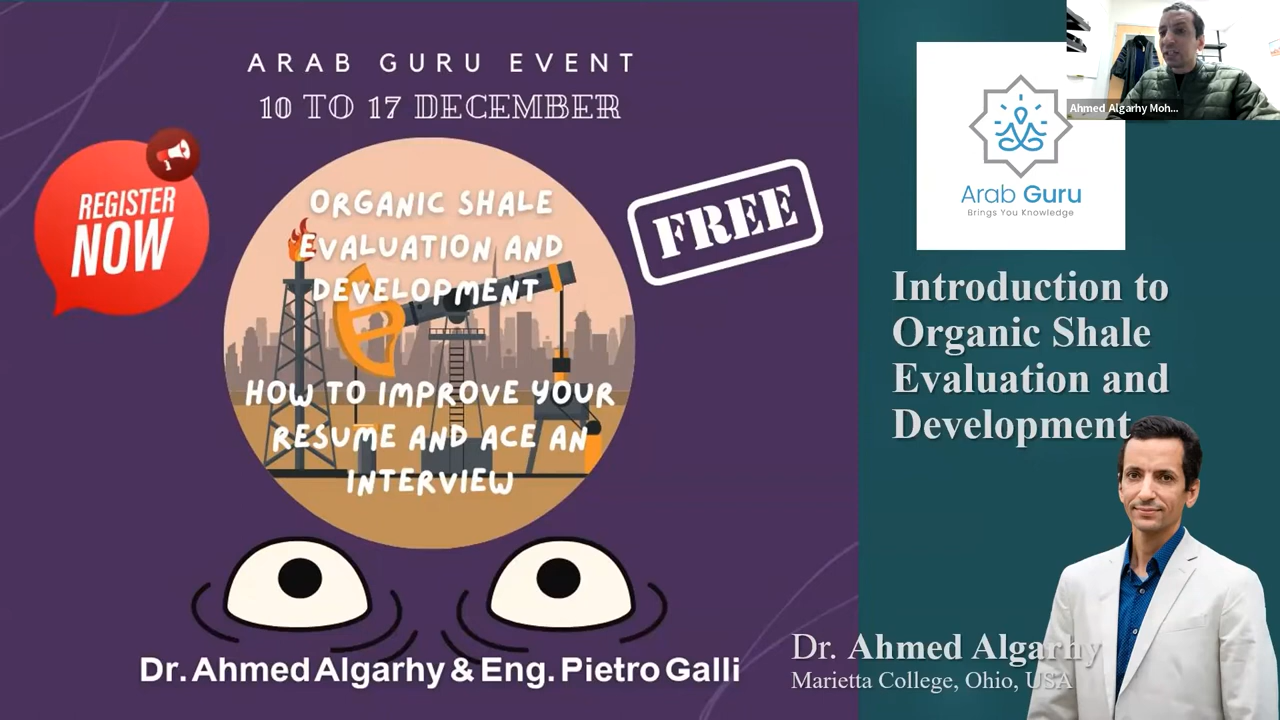 ARAB GURU EVENT
10 TO 17 DECEMBER
REGISTER
NOW
ORGANIC SHALE
EVALUATION AND
DEVELOPMENT
HOW TO IMPROVE YOUR
RESUME AND ACE AN
INTERVIEW
FREE
Dr. Ahmed Algarhy & Eng. Pietro Galli
Ahmed Algarhy Moh...
Arab Guru
Brings You Knowledge
Introduction to
Organic Shale
Evaluation and
Development
Dr. Ahmed Algarhy
Marietta College, Ohio, USA